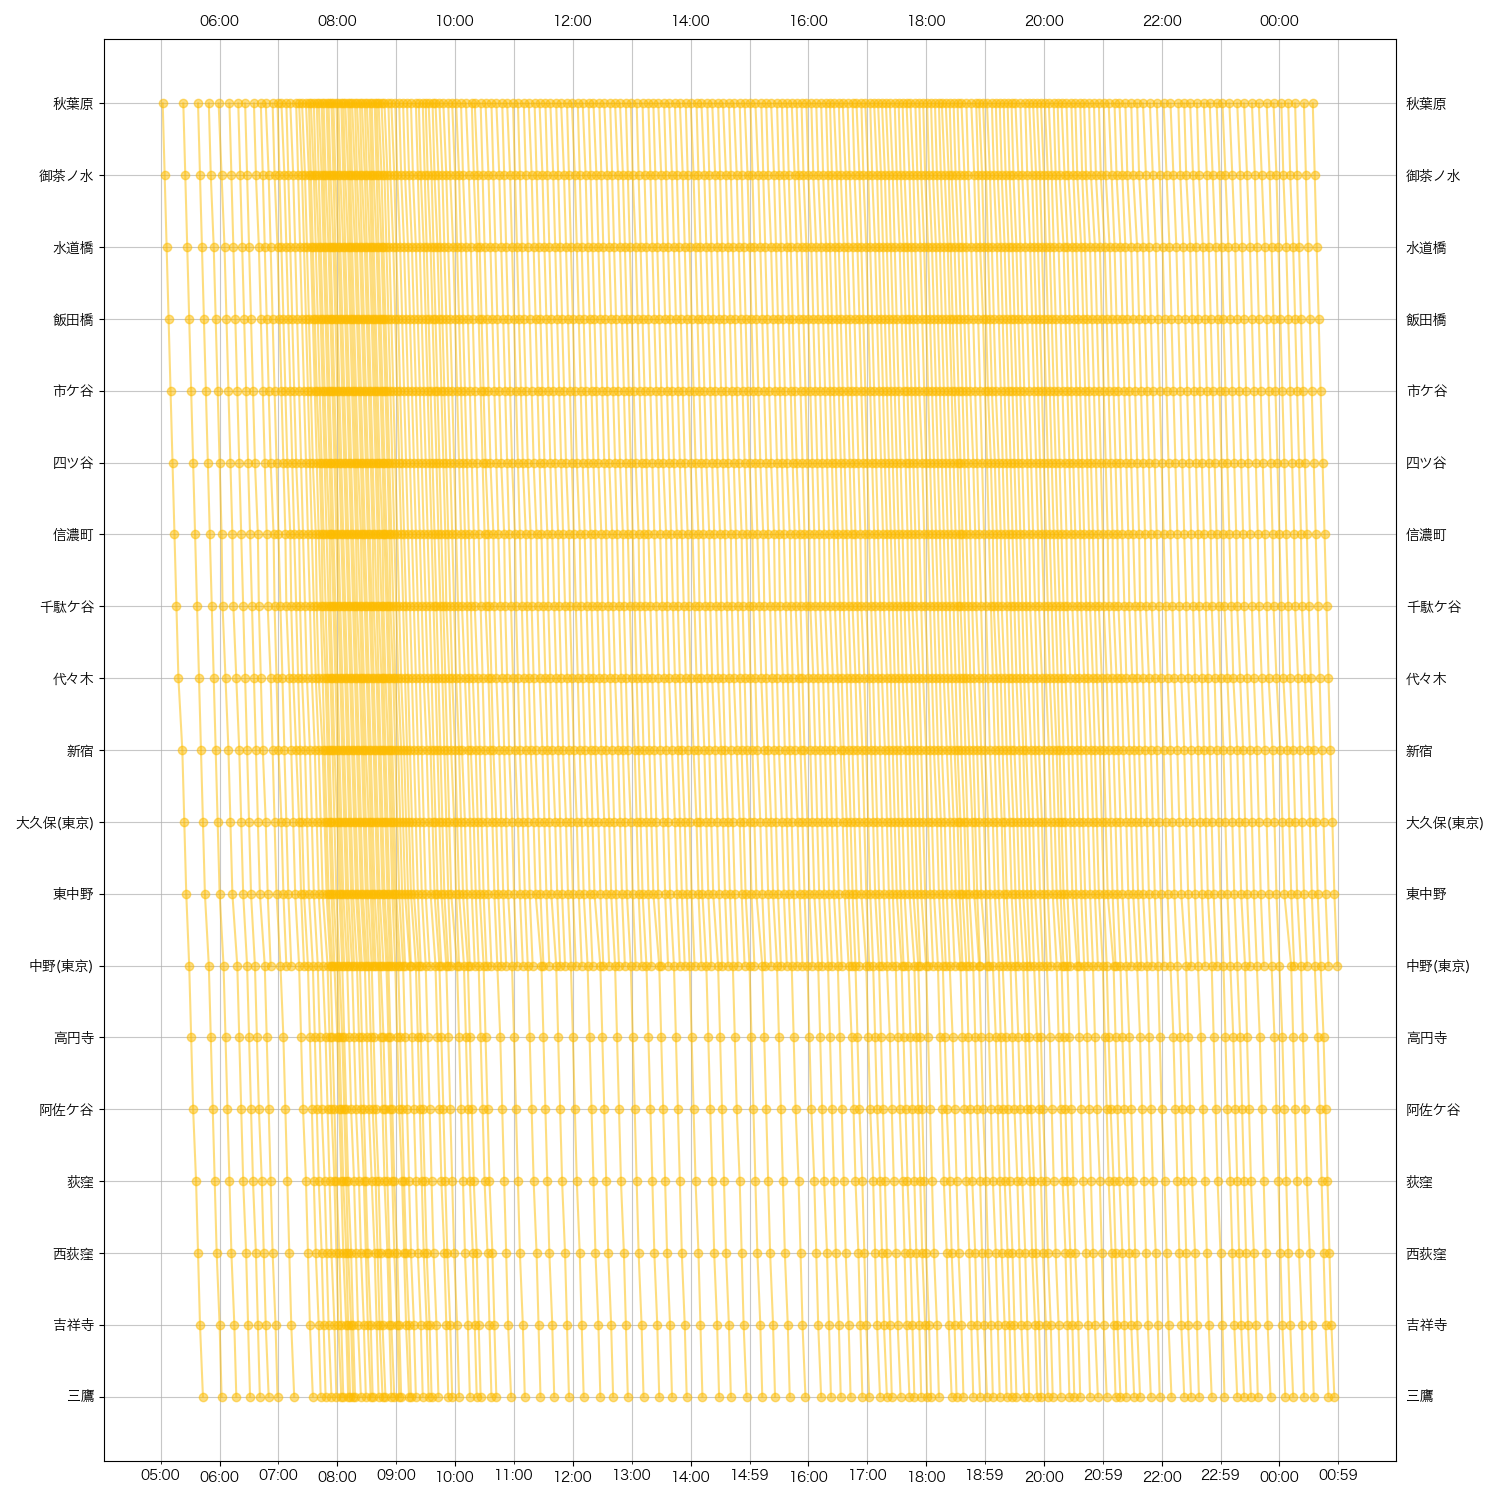 06:00 08:00 10:00 12:00 14:00 16:00 18:00 20:00 22:00 00:00
秋葉原 秋葉原
御茶ノ水 御茶ノ水
水道橋 水道橋
飯田橋 飯田橋
市ケ谷 市ケ谷
四ツ谷 四ツ谷
信濃町 信濃町
千駄ケ谷 千駄ケ谷
代々木 代々木
新宿 新宿
大久保(東京) 大久保(東京)
東中野 東中野
中野(東京) 中野(東京)
高円寺 高円寺
阿佐ケ谷 阿佐ケ谷
荻窪 荻窪
西荻窪 西荻窪
吉祥寺 吉祥寺
三鷹 三鷹
05:00 06:00 07:00 08:00 09:00 10:00 11:00 12:00 13:00 14:00 14:59 16:00 17:00 18:00 18:59 20:00 20:59 22:00 22:59 00:00 00:59